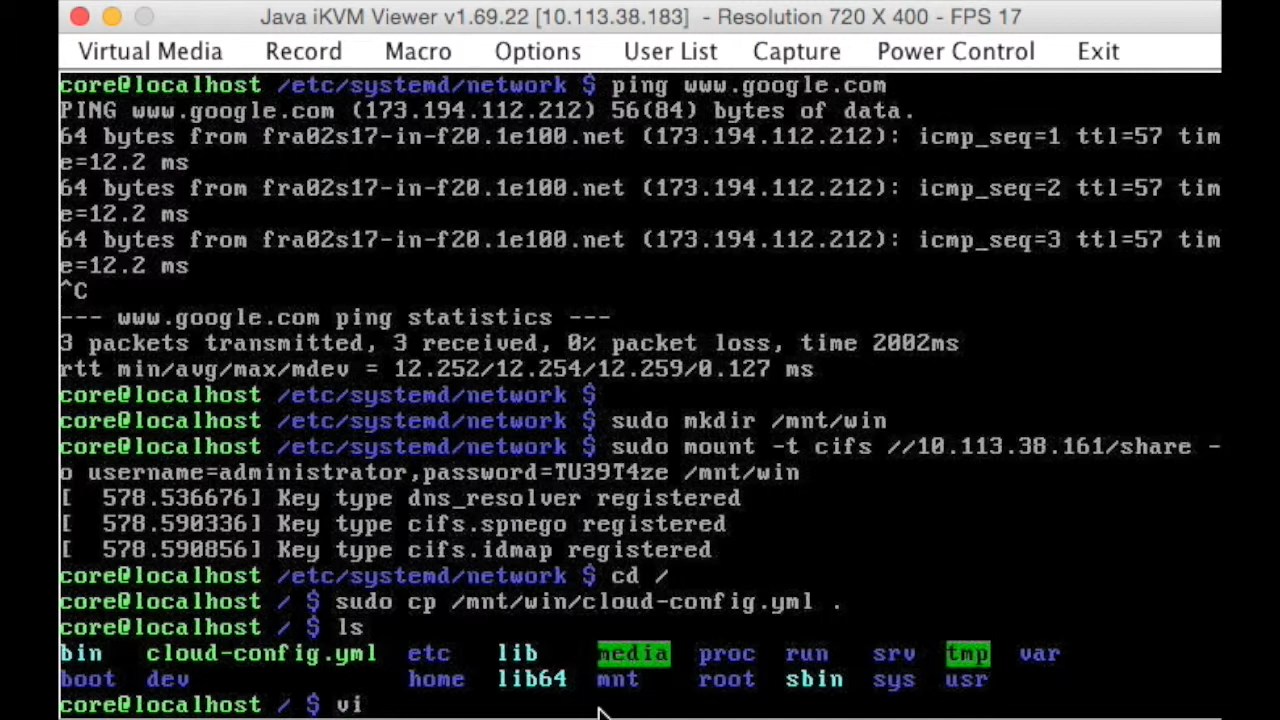 Java iKVM Viewer v1.69.22 [10.113.38.183] - Resolution 720 X 400 - FPS 17
Virtual Media Record Macro Options User List Capture Power Control Exit
core@localhost /etc/systemd/network $ ping www.google.com
PING www.google.com (173.194.112.212) 56(84) bytes of data.
64 bytes from fra02s17-in-f20.1e100.net (173.194.112.212): icmp_seq=1 ttl=57 tim
e=12.2 ms
64 bytes from fra02s17-in-f20.1e100.net (173.194.112.212): icmp_seq=2 ttl=57 tim
e=12.2 ms
64 bytes from fra02s17-in-f20.1e100.net (173.194.112.212): icmp_seq=3 ttl=57 tim
e=12.2 ms
^C
--- www.google.com ping statistics ---
3 packets transmitted, 3 received, 0% packet loss, time 2002ms
rtt min/avg/max/mdev = 12.252/12.254/12.259/0.127 ms
core@localhost /etc/systemd/network $
core@localhost /etc/systemd/network $ sudo mkdir /mnt/win
core@localhost /etc/systemd/network $ sudo mount -t cifs //10.113.38.161/share -
o username=administrator,password=TU39T4ze /mnt/win
[  578.536676] Key type dns_resolver registered
[  578.590336] Key type cifs.spnego registered
[  578.590856] Key type cifs.idmap registered
core@localhost /etc/systemd/network $ cd /
core@localhost / $ sudo cp /mnt/win/cloud-config.yml .
core@localhost / $ ls
bin cloud-config.yml etc lib media proc run srv tmp var
boot dev home lib64 mnt root sbin sys usr
core@localhost / $ vi